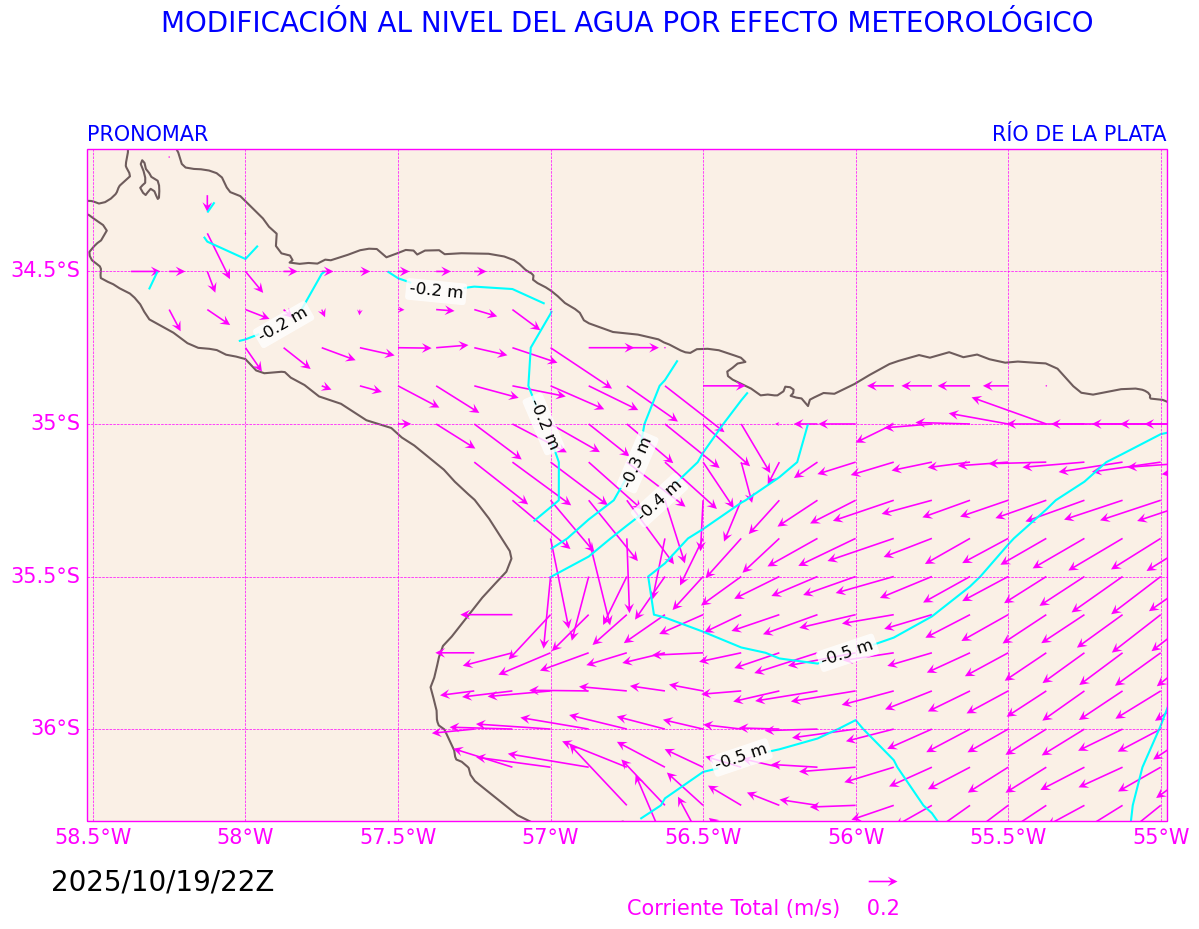 MODIFICACIÓN AL NIVEL DEL AGUA POR EFECTO METEOROLÓGICO
PRONOMAR
RÍO DE LA PLATA
34.5°S
35°S
35.5°S
36°S
-0.2 m
-0.2 m
-0.2 m
-0.3 m
-0.4 m
-0.5 m
-0.5 m
58.5°W
58°W
57.5°W
57°W
56.5°W
56°W
55.5°W
55°W
2025/10/19/22Z
Corriente Total (m/s)
0.2